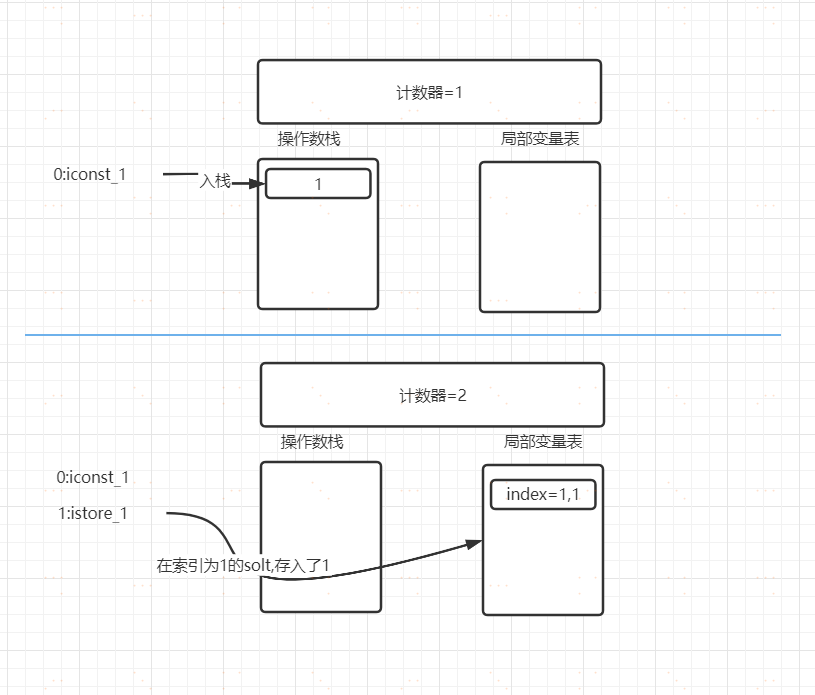 计数器=1
操作数栈
局部变量表
0:iconst_1
入栈
1
计数器=2
操作数栈
局部变量表
0:iconst_1
index=1,1
1:istore_1
在索引为1的solt,存入了1